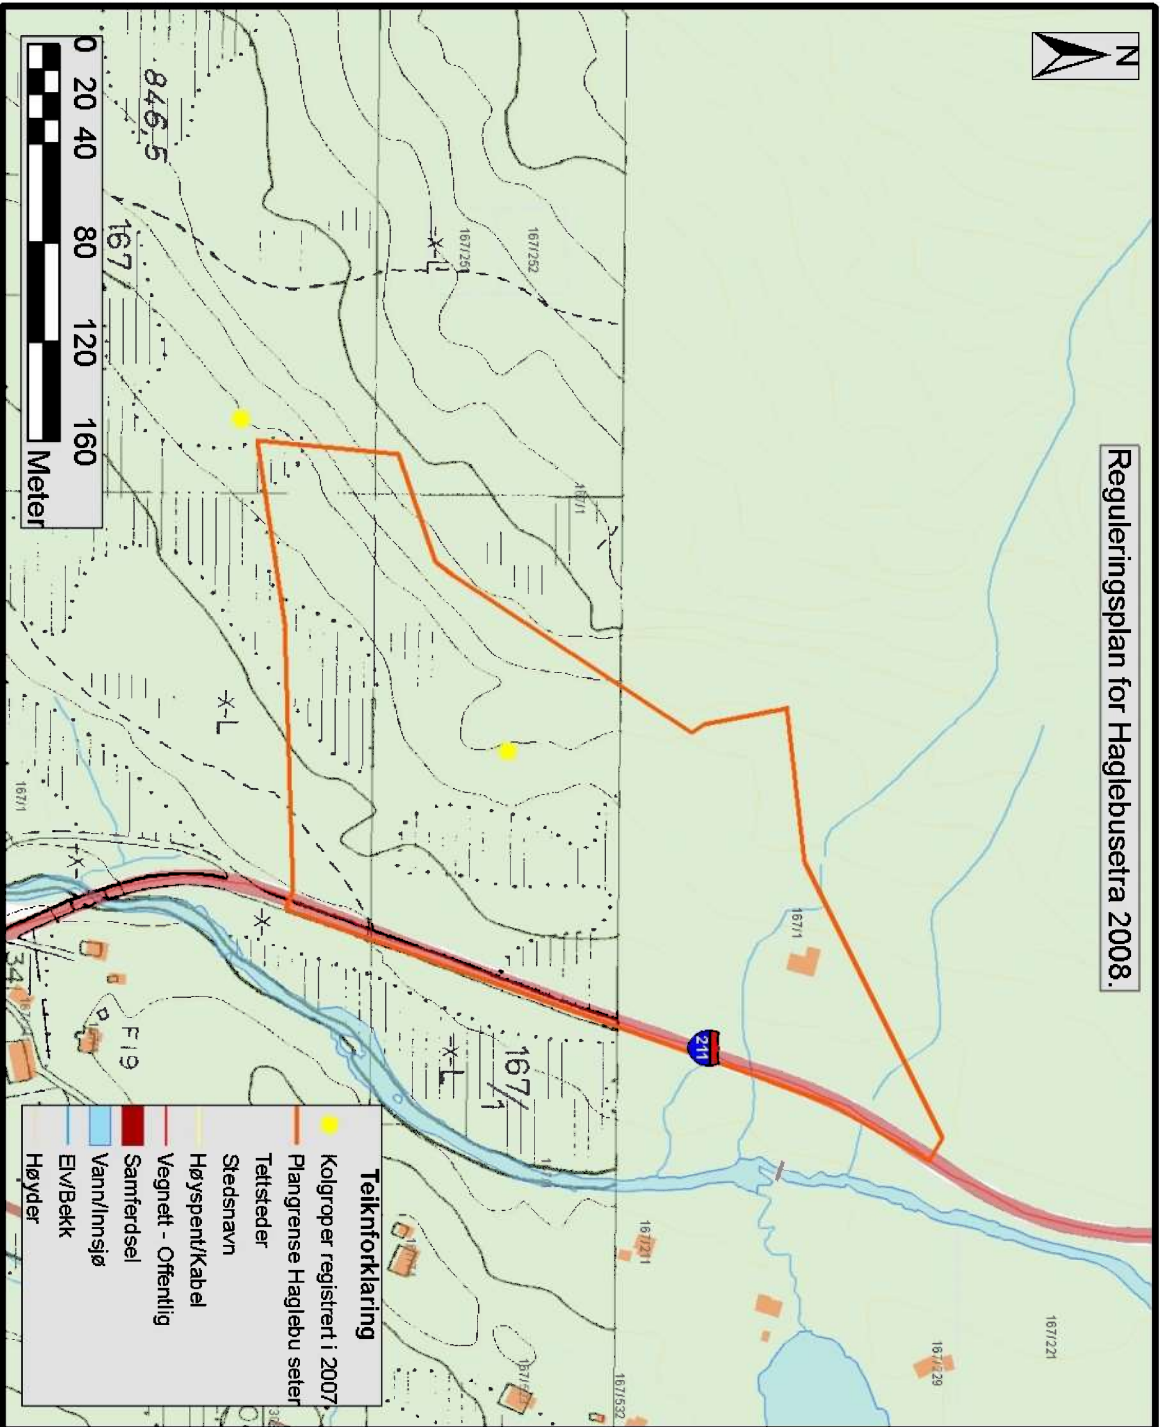 Reguleringsplan for Haglebusetra 2008.
N
167/252
167/251
X-L
846,5
167/
167/1
167/1
211
X-L
X-L
167/1
167/1
X
X
34
F19
167/211
167/221
167/229
167/532
0 20 40 80 120 160
Meter
Teiknforklaring
Kolgroper registrert i 2007.
Plangrense Haglebu seter
Tettsteder
Stedsnavn
Høyspent/Kabel
Vegnett - Offentlig
Samferdsel
Vann/Innsjø
Elv/Bekk
Høyder